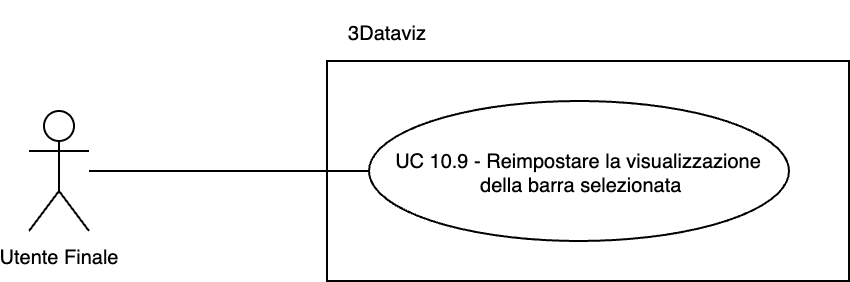 3Dataviz
UC 10.9 - Reimpostare la visualizzazione
della barra selezionata
Utente Finale